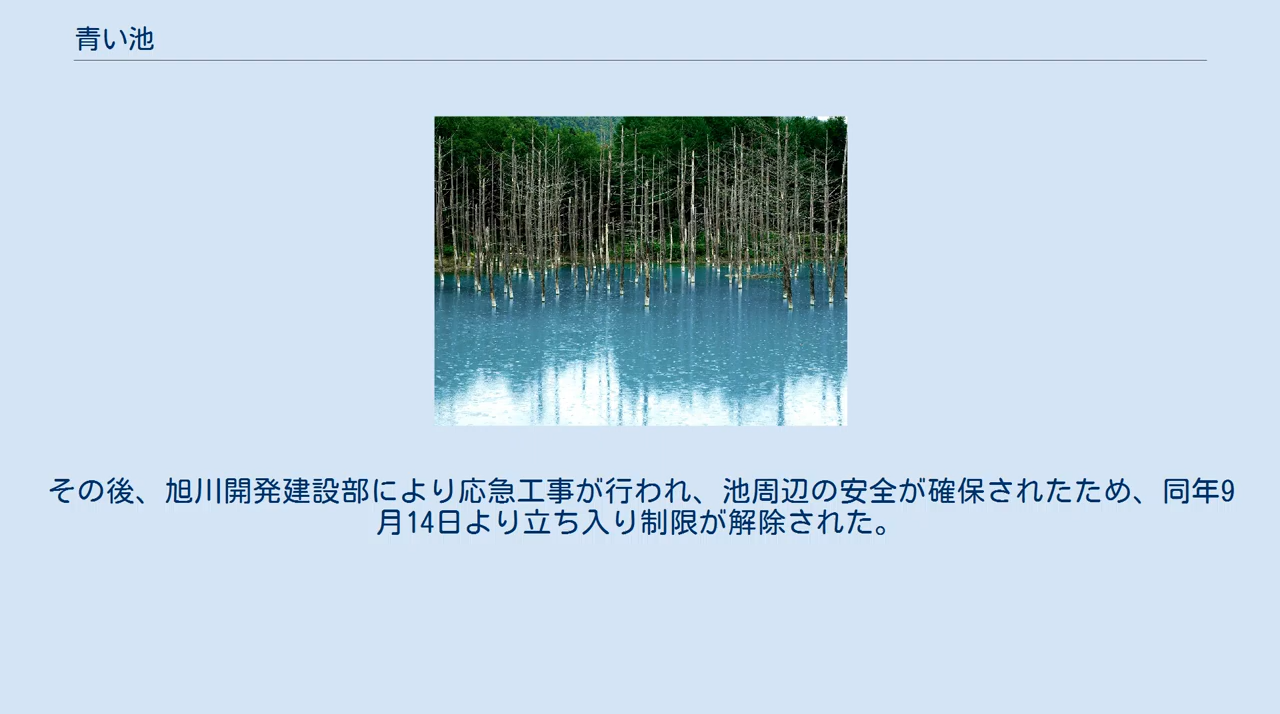 青い池
その後、旭川開発建設部により応急工事が行われ、池周辺の安全が確保されたため、同年9
月14日より立ち入り制限が解除された。